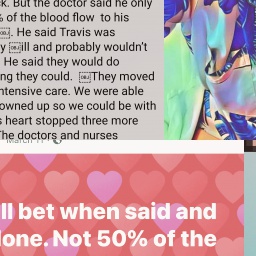 k. But the doctor said he only
% of the blood flow to his
. He said Travis was
y ill and probably wouldn't
He said they would do
ng they could. They moved
ntensive care. We were able
owned up so we could be with
s heart stopped three more
The doctors and nurses
March 11
ll bet when said and
lone. Not 50% of the